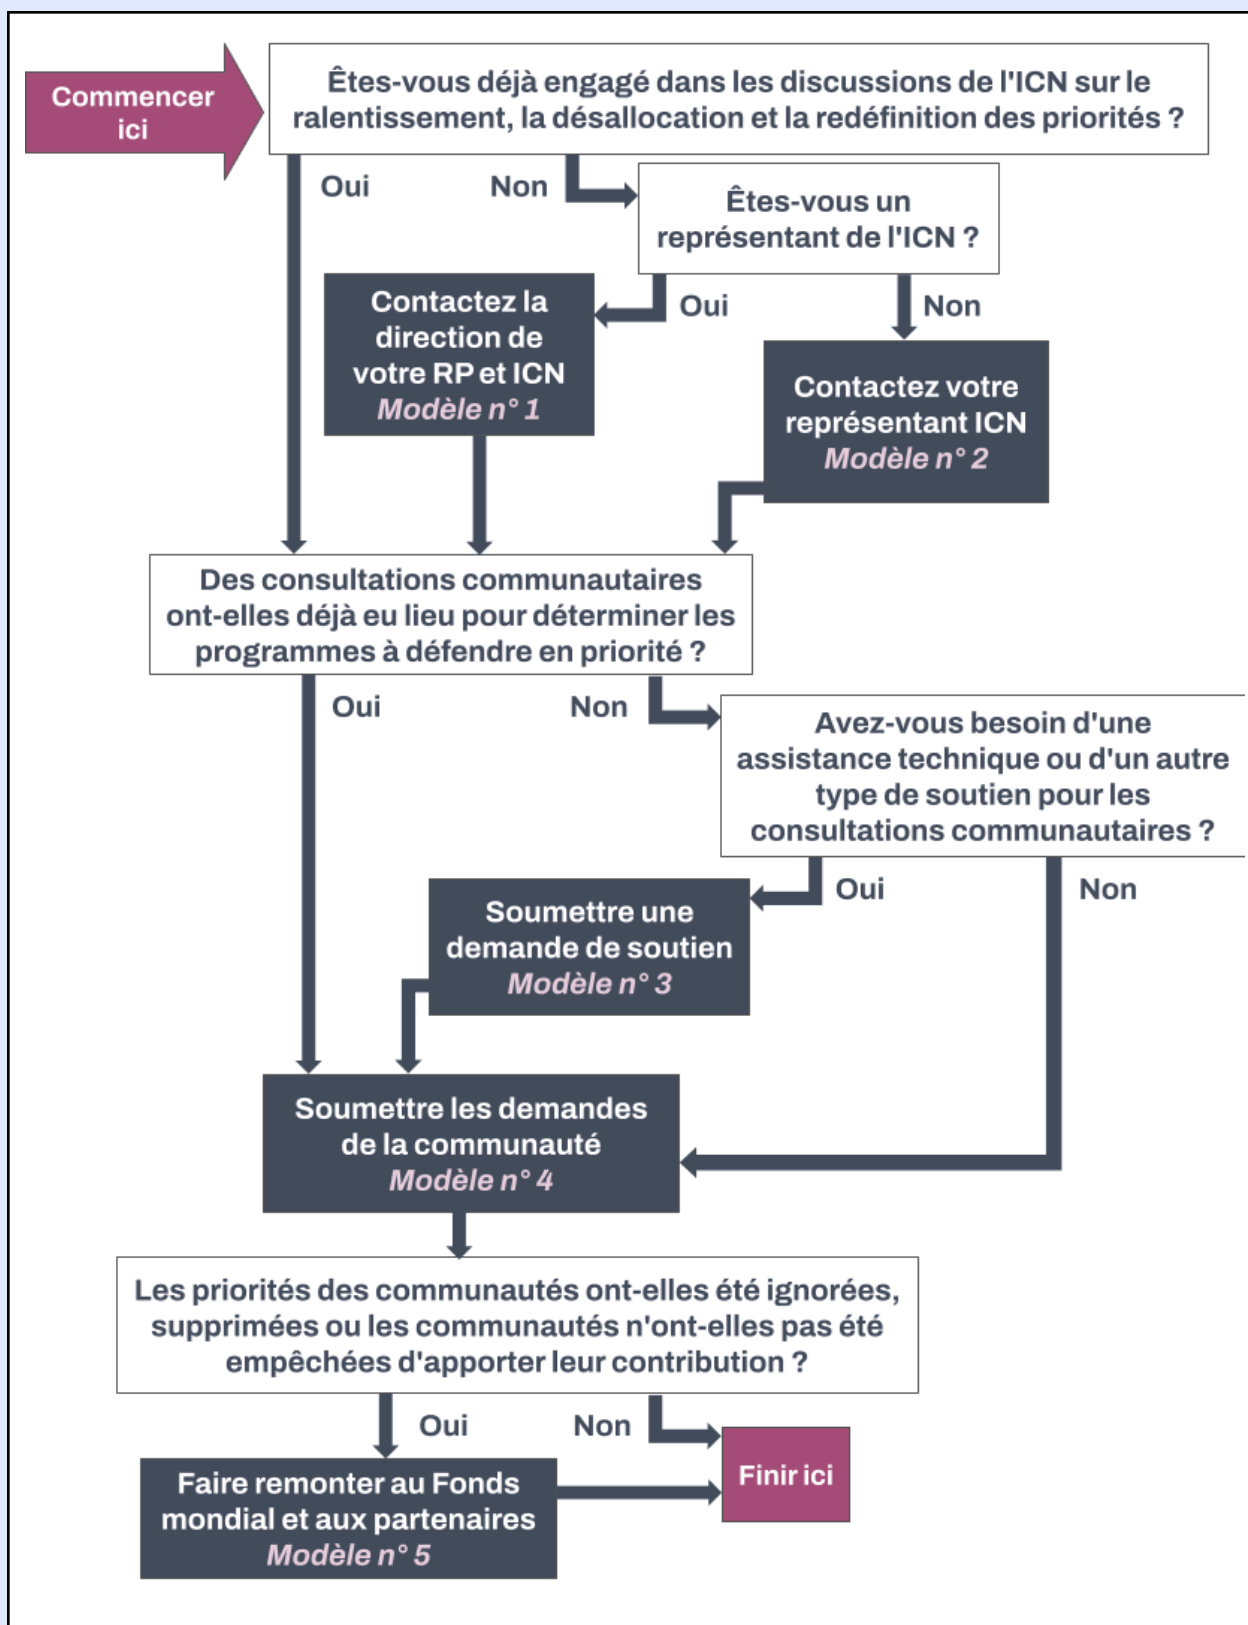 Commencer
ici
Êtes-vous déjà engagé dans les discussions de l'ICN sur le
ralentissement, la désallocation et la redéfinition des priorités ?
Oui
Non
Êtes-vous un
représentant de l'ICN ?
Oui
Non
Contactez la
direction de
votre RP et ICN
Modèle n° 1
Contactez votre
représentant ICN
Modèle n° 2
Des consultations communautaires
ont-elles déjà eu lieu pour déterminer les
programmes à défendre en priorité ?
Oui
Non
Avez-vous besoin d'une
assistance technique ou d'un autre
type de soutien pour les
consultations communautaires ?
Oui
Non
Soumettre une
demande de soutien
Modèle n° 3
Soumettre les demandes
de la communauté
Modèle n° 4
Les priorités des communautés ont-elles été ignorées,
supprimées ou les communautés n'ont-elles pas été
empêchées d'apporter leur contribution ?
Oui
Non
Finir ici
Faire remonter au Fonds
mondial et aux partenaires
Modèle n° 5